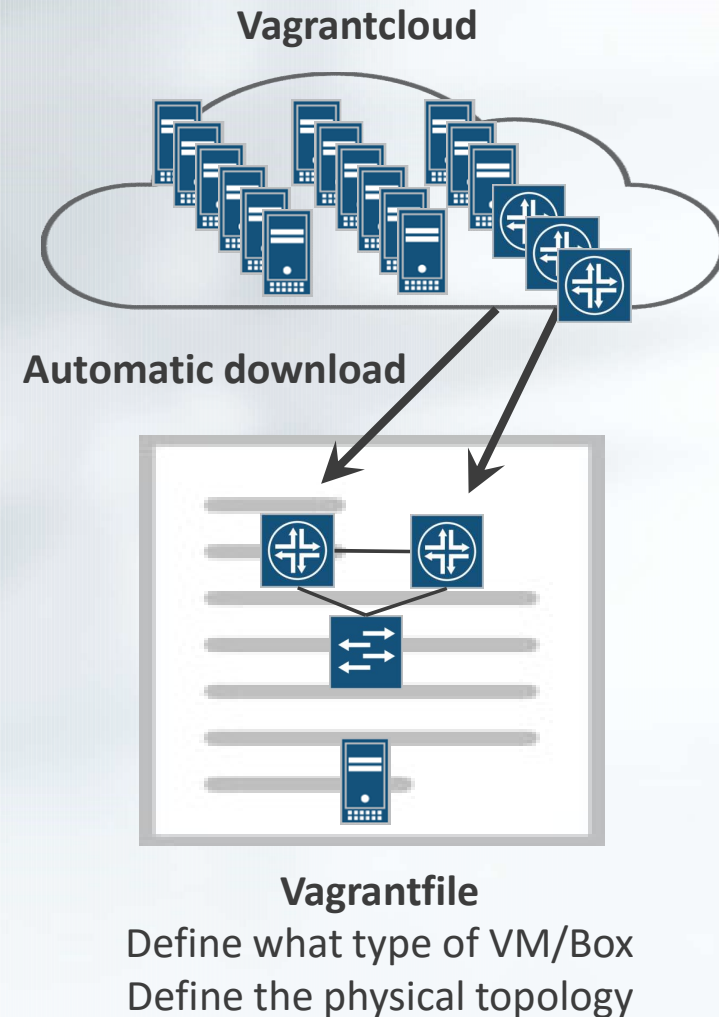 Vagrantcloud
Automatic download
Vagrantfile
Define what type of VM/Box
Define the physical topology